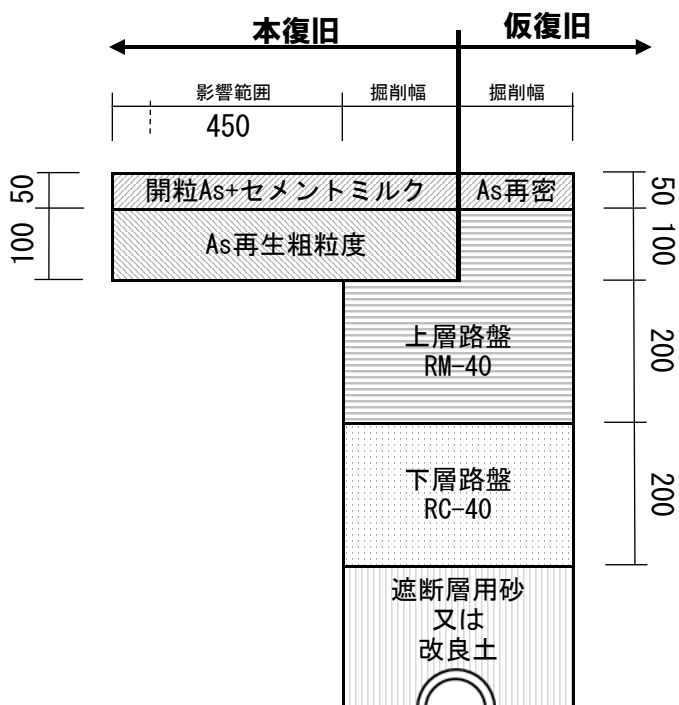 本復旧
仮復旧
影響範囲
掘削幅
掘削幅
450
50
開粒As+セメントミルク
As再密
50
100
As再生粗粒度
100
上層路盤
RM-40
200
下層路盤
RC-40
200
遮断層用砂
又は
改良土